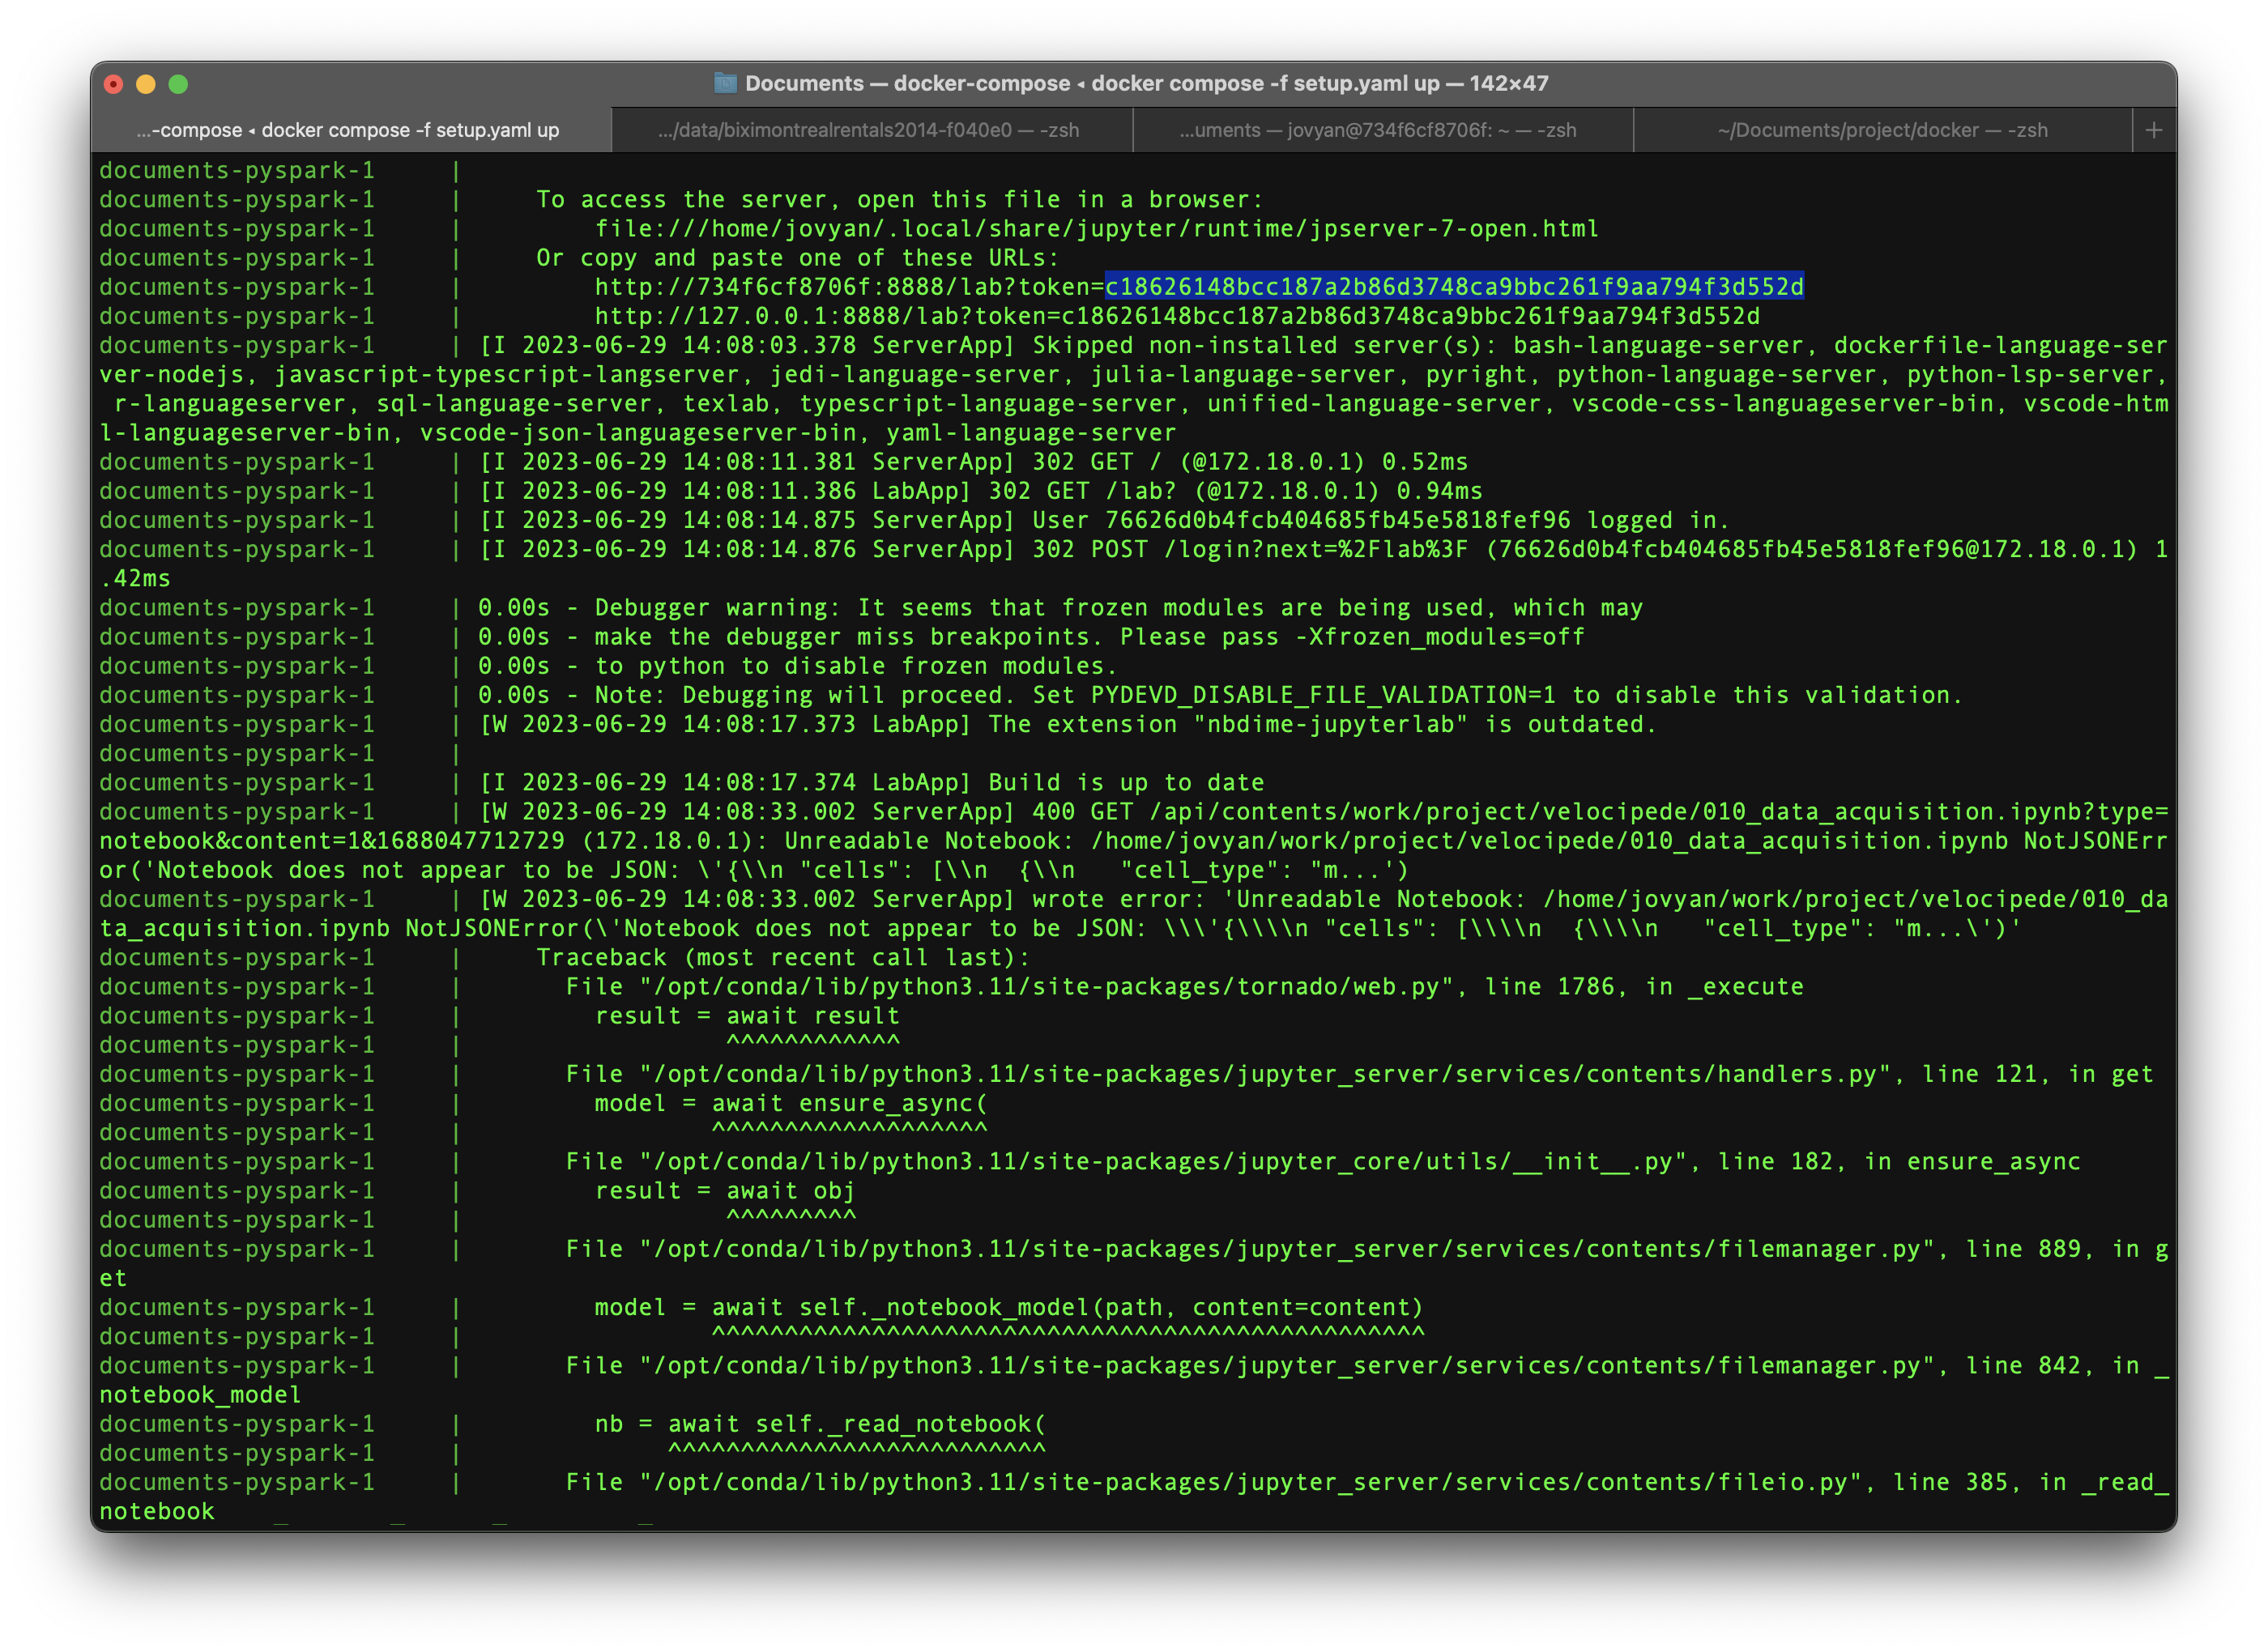 Documents — docker-compose ◂ docker compose -f setup.yaml up — 142×47
...-compose ◂ docker compose -f setup.yaml up
.../data/biximontrealrentals2014-f040e0 — -zsh
...uments — jovyan@734f6cf8706f: ~ — -zsh
~/Documents/project/docker — -zsh
+
documents-pyspark-1     |
documents-pyspark-1     |     To access the server, open this file in a browser:
documents-pyspark-1     |         file:///home/jovyan/.local/share/jupyter/runtime/jpserver-7-open.html
documents-pyspark-1     |     Or copy and paste one of these URLs:
documents-pyspark-1     |         http://734f6cf8706f:8888/lab?token=c18626148bcc187a2b86d3748ca9bbc261f9aa794f3d552d
documents-pyspark-1     |         http://127.0.0.1:8888/lab?token=c18626148bcc187a2b86d3748ca9bbc261f9aa794f3d552d
documents-pyspark-1     | [I 2023-06-29 14:08:03.378 ServerApp] Skipped non-installed server(s): bash-language-server, dockerfile-language-ser
ver-nodejs, javascript-typescript-langserver, jedi-language-server, julia-language-server, pyright, python-language-server, python-lsp-server,
 r-languageserver, sql-language-server, texlab, typescript-language-server, unified-language-server, vscode-css-languageserver-bin, vscode-htm
l-languageserver-bin, vscode-json-languageserver-bin, yaml-language-server
documents-pyspark-1     | [I 2023-06-29 14:08:11.381 ServerApp] 302 GET / (@172.18.0.1) 0.52ms
documents-pyspark-1     | [I 2023-06-29 14:08:11.386 LabApp] 302 GET /lab? (@172.18.0.1) 0.94ms
documents-pyspark-1     | [I 2023-06-29 14:08:14.875 ServerApp] User 76626d0b4fcb404685fb45e5818fef96 logged in.
documents-pyspark-1     | [I 2023-06-29 14:08:14.876 ServerApp] 302 POST /login?next=%2Flab%3F (76626d0b4fcb404685fb45e5818fef96@172.18.0.1) 1
.42ms
documents-pyspark-1     | 0.00s - Debugger warning: It seems that frozen modules are being used, which may
documents-pyspark-1     | 0.00s - make the debugger miss breakpoints. Please pass -Xfrozen_modules=off
documents-pyspark-1     | 0.00s - to python to disable frozen modules.
documents-pyspark-1     | 0.00s - Note: Debugging will proceed. Set PYDEVD_DISABLE_FILE_VALIDATION=1 to disable this validation.
documents-pyspark-1     | [W 2023-06-29 14:08:17.373 LabApp] The extension "nbdime-jupyterlab" is outdated.
documents-pyspark-1     |
documents-pyspark-1     | [I 2023-06-29 14:08:17.374 LabApp] Build is up to date
documents-pyspark-1     | [W 2023-06-29 14:08:33.002 ServerApp] 400 GET /api/contents/work/project/velocipede/010_data_acquisition.ipynb?type=
notebook&content=1&1688047712729 (172.18.0.1): Unreadable Notebook: /home/jovyan/work/project/velocipede/010_data_acquisition.ipynb NotJSONErr
or('Notebook does not appear to be JSON: \'{\\n "cells": [\\n  {\\n   "cell_type": "m...')
documents-pyspark-1     | [W 2023-06-29 14:08:33.002 ServerApp] wrote error: 'Unreadable Notebook: /home/jovyan/work/project/velocipede/010_da
ta_acquisition.ipynb NotJSONError(\'Notebook does not appear to be JSON: \\\'{\\\\n "cells": [\\\\n  {\\\\n   "cell_type": "m...\')'
documents-pyspark-1     |     Traceback (most recent call last):
documents-pyspark-1     |       File "/opt/conda/lib/python3.11/site-packages/tornado/web.py", line 1786, in _execute
documents-pyspark-1     |         result = await result
documents-pyspark-1     |                  ^^^^^^^^^^^^
documents-pyspark-1     |       File "/opt/conda/lib/python3.11/site-packages/jupyter_server/services/contents/handlers.py", line 121, in get
documents-pyspark-1     |         model = await ensure_async(
documents-pyspark-1     |                 ^^^^^^^^^^^^^^^^^^^
documents-pyspark-1     |       File "/opt/conda/lib/python3.11/site-packages/jupyter_core/utils/__init__.py", line 182, in ensure_async
documents-pyspark-1     |         result = await obj
documents-pyspark-1     |                  ^^^^^^^^^
documents-pyspark-1     |       File "/opt/conda/lib/python3.11/site-packages/jupyter_server/services/contents/filemanager.py", line 889, in g
et
documents-pyspark-1     |         model = await self._notebook_model(path, content=content)
documents-pyspark-1     |                 ^^^^^^^^^^^^^^^^^^^^^^^^^^^^^^^^^^^^^^^^^^^^^^^^^
documents-pyspark-1     |       File "/opt/conda/lib/python3.11/site-packages/jupyter_server/services/contents/filemanager.py", line 842, in _
notebook_model
documents-pyspark-1     |         nb = await self._read_notebook(
documents-pyspark-1     |              ^^^^^^^^^^^^^^^^^^^^^^^^^^
documents-pyspark-1     |       File "/opt/conda/lib/python3.11/site-packages/jupyter_server/services/contents/fileio.py", line 385, in _read_
notebook